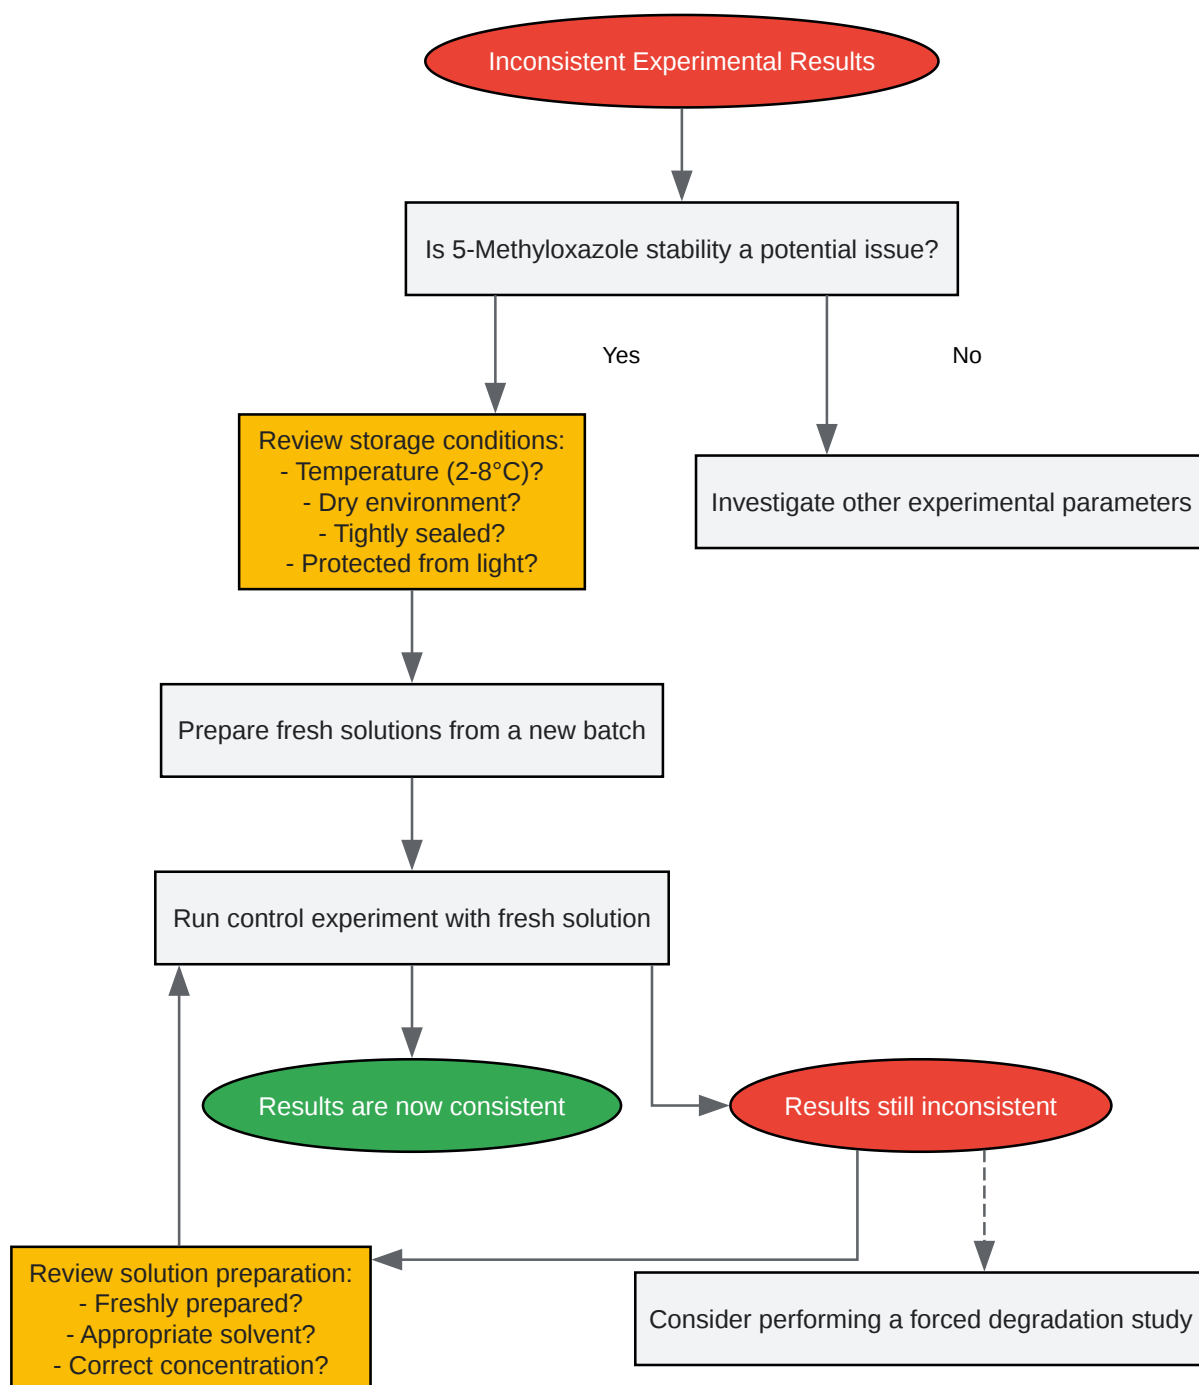 Inconsistent Experimental Results
Is 5-Methyloxazole stability a potential issue?
Yes
No
Review storage conditions:
- Temperature (2-8°C)?
- Dry environment?
- Tightly sealed?
- Protected from light?
Investigate other experimental parameters
Prepare fresh solutions from a new batch
Run control experiment with fresh solution
Results are now consistent
Results still inconsistent
Review solution preparation:
- Freshly prepared?
- Appropriate solvent?
- Correct concentration?
Consider performing a forced degradation study